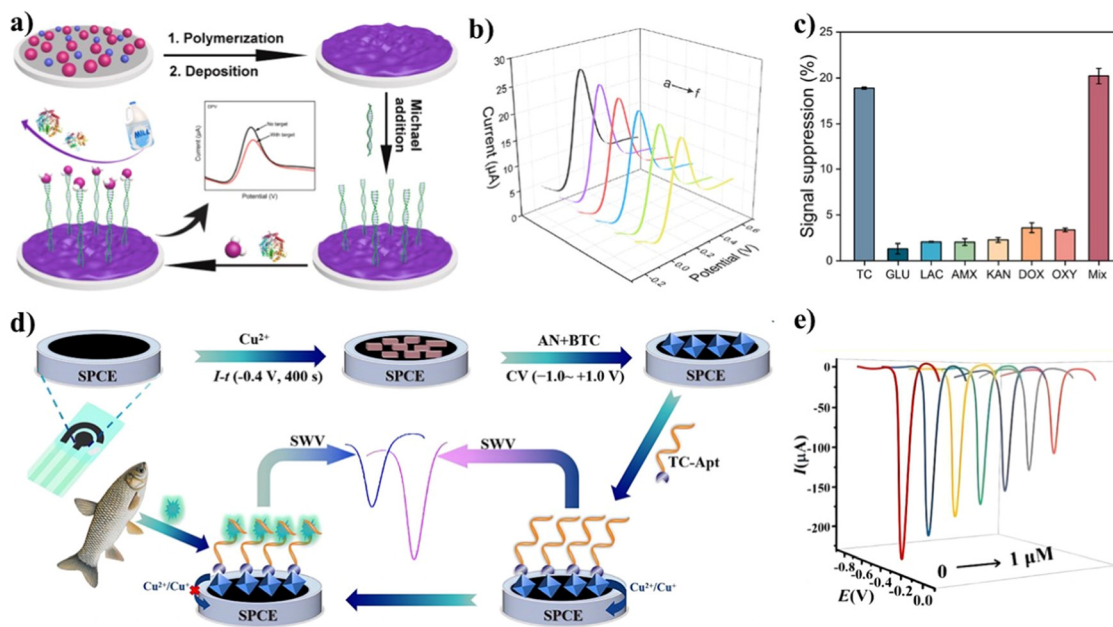 a)
1. Polymerization
2. Deposition
Michael
addition
DPV
No target
With target
Current (µA)
Potential (V)
b)
30
25
20
15
10
5
0
Current (µA)
a→f
-0.2
0.0
0.2
0.4
0.6
Potential (V)
c)
Signal suppression (%)
25
20
15
10
5
0
TC GLU LAC AMX KAN DOX OXY Mix
d)
SPCE
Cu²⁺
I-t (-0.4 V, 400 s)
SPCE
AN+BTC
CV (−1.0~ +1.0 V)
SPCE
SWV
SWV
TC-Apt
Cu²⁺/Cu⁺
SPCE
Cu²⁺/Cu⁺
SPCE
e)
0
-50
-100
-150
-200
I(µA)
-0.8
-0.6
-0.4
-0.2
0.0
E(V)
0 → 1 µM